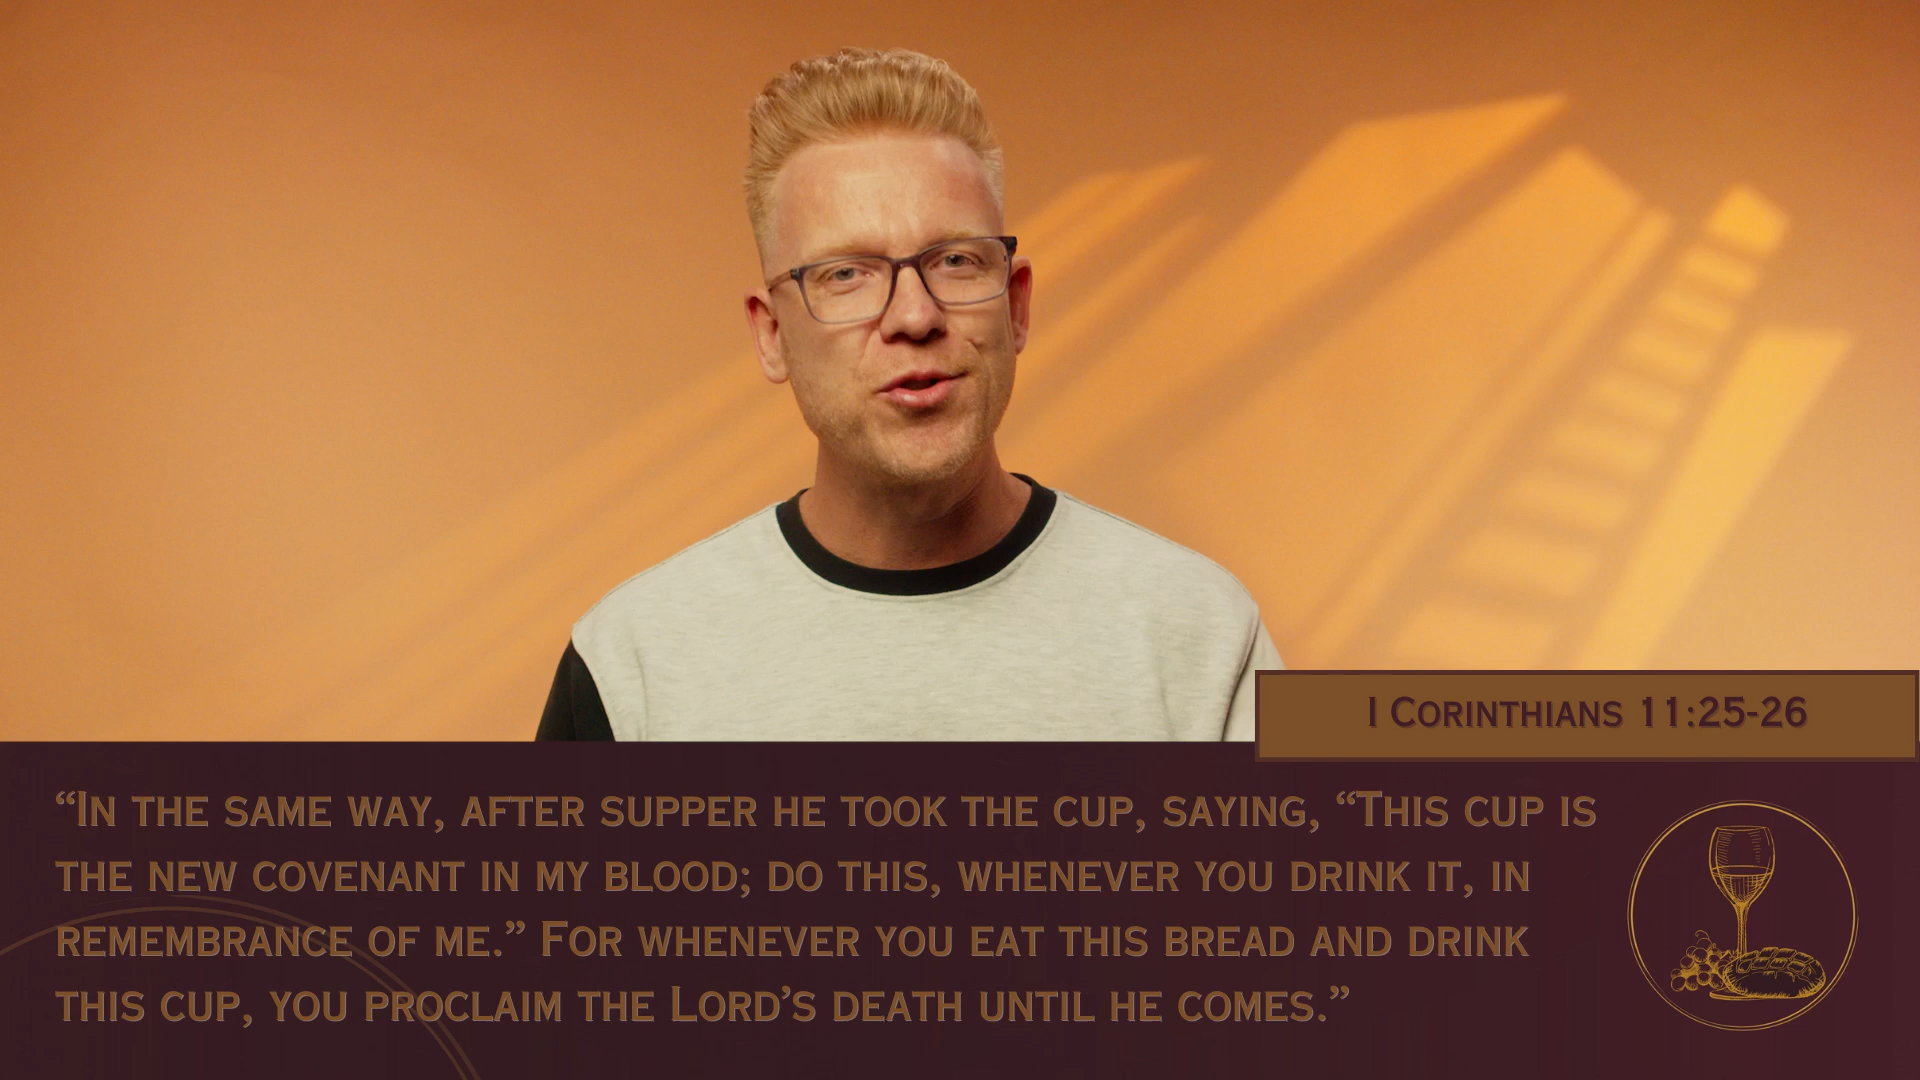 I Corinthians 11:25-26
“In the same way, after supper he took the cup, saying, “This cup is
the new covenant in my blood; do this, whenever you drink it, in
remembrance of me.” For whenever you eat this bread and drink
this cup, you proclaim the Lord’s death until he comes.”